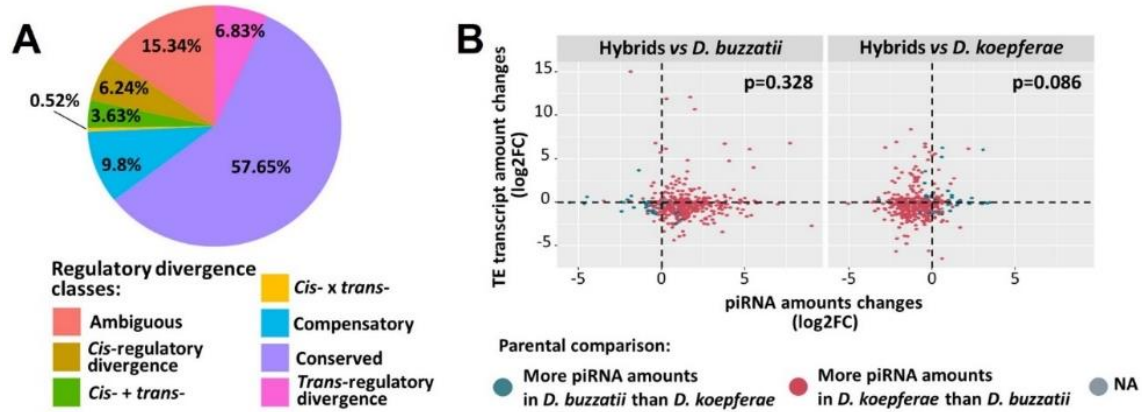 A
6.83%
15.34%
6.24%
0.52%
3.63%
9.8%
57.65%
Regulatory divergence
classes:
Ambiguous
Cis-regulatory
divergence
Cis- + trans-
Cis- x trans-
Compensatory
Conserved
Trans-regulatory
divergence
B
Hybrids vs D. buzzatii
Hybrids vs D. koepferae
p=0.328
p=0.086
TE transcript amount changes
(log2FC)
15
10
5
0
-5
-5 0 5
-5 0 5
piRNA amounts changes
(log2FC)
Parental comparison:
More piRNA amounts
in D. buzzatii than D. koepferae
More piRNA amounts
in D. koepferae than D. buzzatii
NA